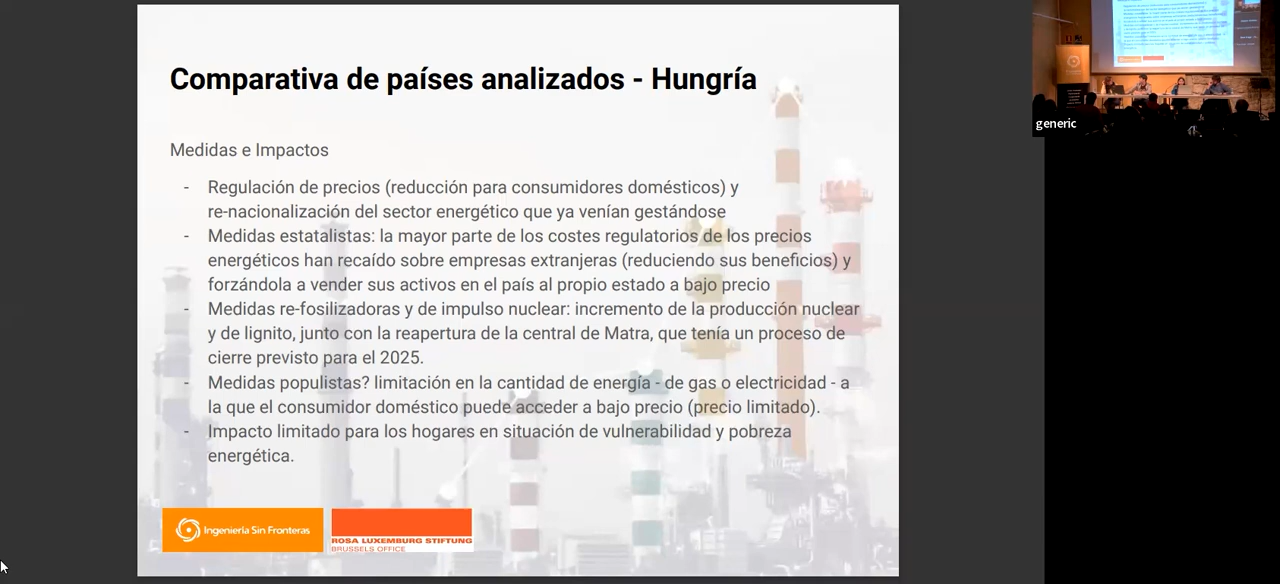 Comparativa de países analizados - Hungría
Medidas e Impactos
- Regulación de precios (reducción para consumidores domésticos) y
re-nacionalización del sector energético que ya venían gestándose
- Medidas estatalistas: la mayor parte de los costes regulatorios de los precios
energéticos han recaído sobre empresas extranjeras (reduciendo sus beneficios) y
forzándola a vender sus activos en el país al propio estado a bajo precio
- Medidas re-fosilizadoras y de impulso nuclear: incremento de la producción nuclear
y de lignito, junto con la reapertura de la central de Matra, que tenía un proceso de
cierre previsto para el 2025.
- Medidas populistas? limitación en la cantidad de energía - de gas o electricidad - a
la que el consumidor doméstico puede acceder a bajo precio (precio limitado).
- Impacto limitado para los hogares en situación de vulnerabilidad y pobreza
energética.
Ingeniería Sin Fronteras
ROSA LUXEMBURG STIFTUNG
BRUSSELS OFFICE
generic